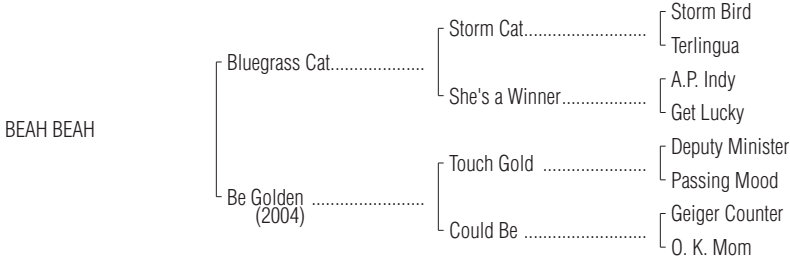 Storm Bird
Storm Cat.........................
Terlingua
Bluegrass Cat....................
A.P. Indy
She's a Winner..................
Get Lucky
BEAH BEAH
Deputy Minister
Touch Gold ......................
Passing Mood
Be Golden ........................
(2004)
Geiger Counter
Could Be ..........................
O. K. Mom